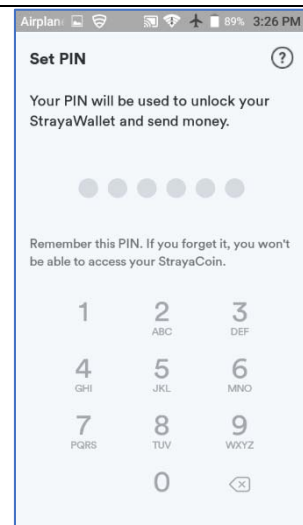 Airplane 89% 3:26 PM
Set PIN ?
Your PIN will be used to unlock your
StrayaWallet and send money.
Remember this PIN. If you forget it, you won't
be able to access your StrayaCoin.
1 2 3
ABC DEF
4 5 6
GHI JKL MNO
7 8 9
PQRS TUV WXYZ
0